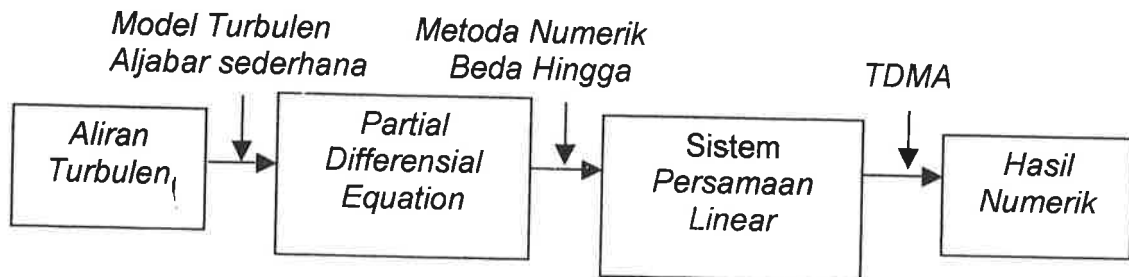 Model Turbulen
Aljabar sederhana
Metoda Numerik
Beda Hingga
TDMA
Aliran
Turbulen
Partial
Differensial
Equation
Sistem
Persamaan
Linear
Hasil
Numerik